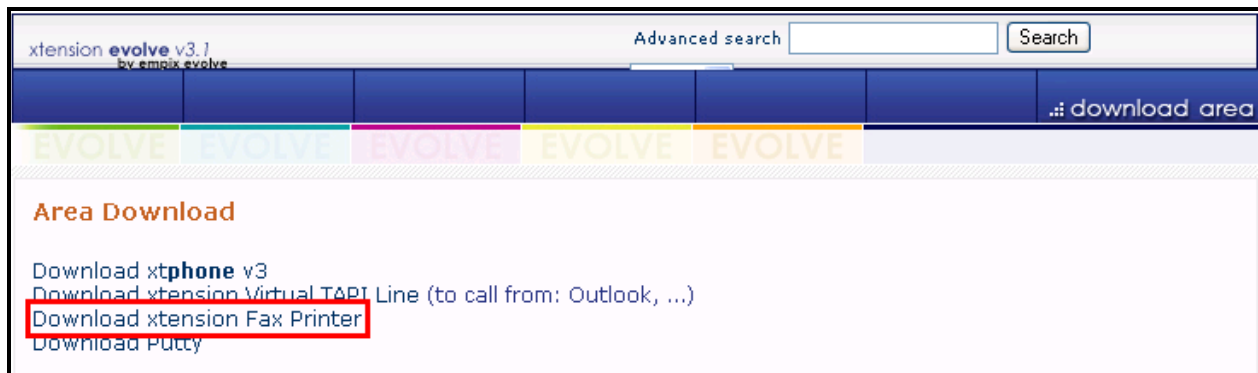 xtension evolve v3.1
by empix evolve
Advanced search
Search
.:: download area
EVOLVE EVOLVE EVOLVE EVOLVE EVOLVE
Area Download
Download xtphone v3
Download xtension Virtual TAPI Line (to call from: Outlook, ...)
Download xtension Fax Printer
Download Putty